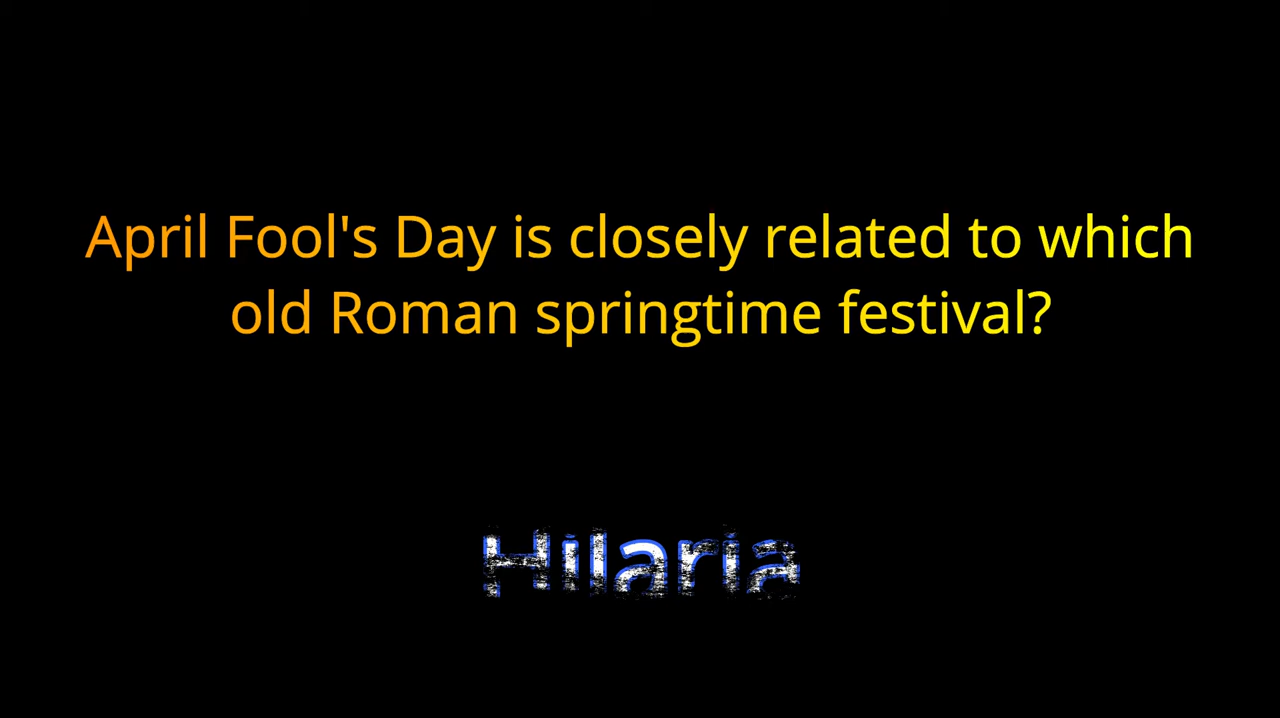 April Fool's Day is closely related to which
old Roman springtime festival?
Hilaria